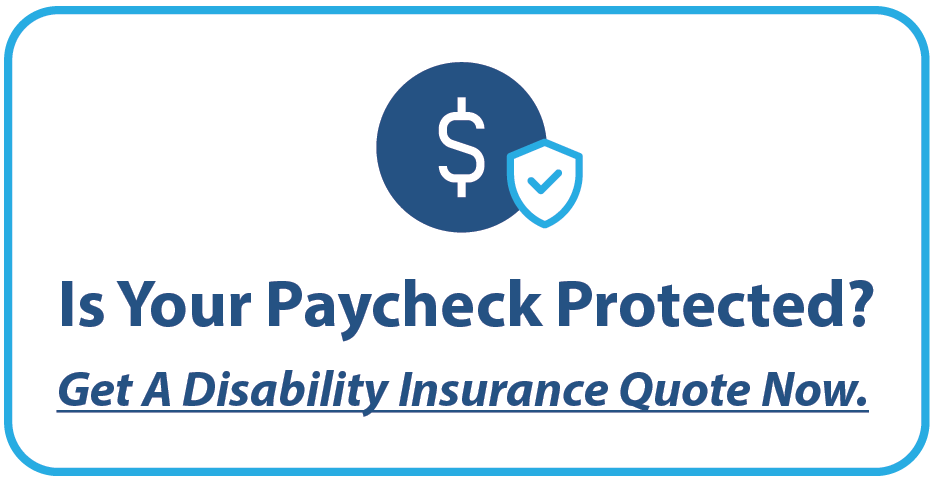 $
Is Your Paycheck Protected?
Get A Disability Insurance Quote Now.